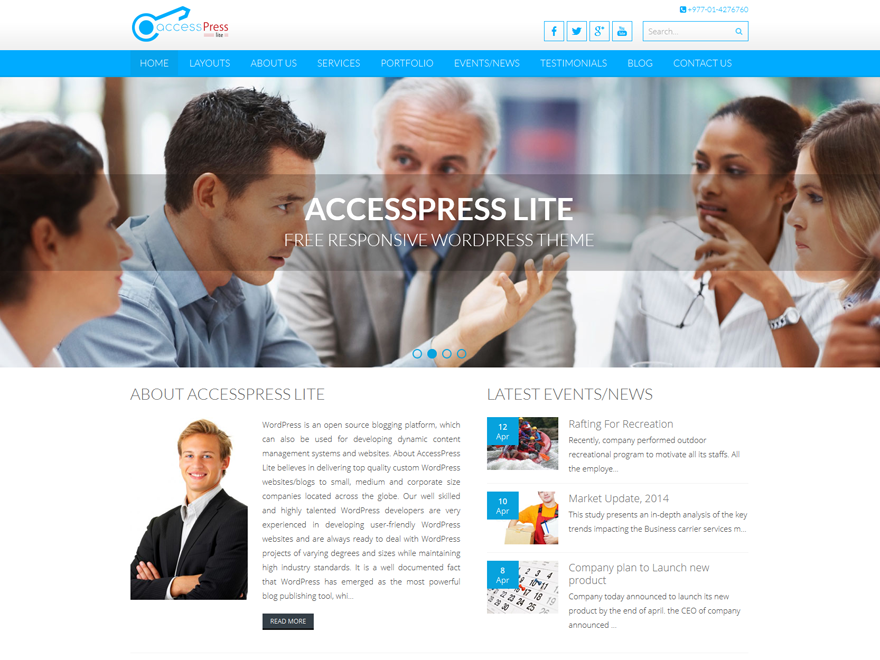 +977-01-4276760
accessPress
lite
Search...
HOME LAYOUTS ABOUT US SERVICES PORTFOLIO EVENTS/NEWS TESTIMONIALS BLOG CONTACT US
ACCESSPRESS LITE
FREE RESPONSIVE WORDPRESS THEME
ABOUT ACCESSPRESS LITE
WordPress is an open source blogging platform, which
can also be used for developing dynamic content
management systems and websites. About AccessPress
Lite believes in delivering top quality custom WordPress
websites/blogs to small, medium and corporate size
companies located across the globe. Our well skilled
and highly talented WordPress developers are very
experienced in developing user-friendly WordPress
websites and are always ready to deal with WordPress
projects of varying degrees and sizes while maintaining
high industry standards. It is a well documented fact
that WordPress has emerged as the most powerful
blog publishing tool, whi...
READ MORE
LATEST EVENTS/NEWS
12
Apr
Rafting For Recreation
Recently, company performed outdoor
recreational program to motivate all its staffs. All
the employe...
10
Apr
Market Update, 2014
This study presents an in-depth analysis of the key
trends impacting the Business carrier services m...
8
Apr
Company plan to Launch new
product
Company today announced to launch its new
product by the end of april. the CEO of company
announced ...